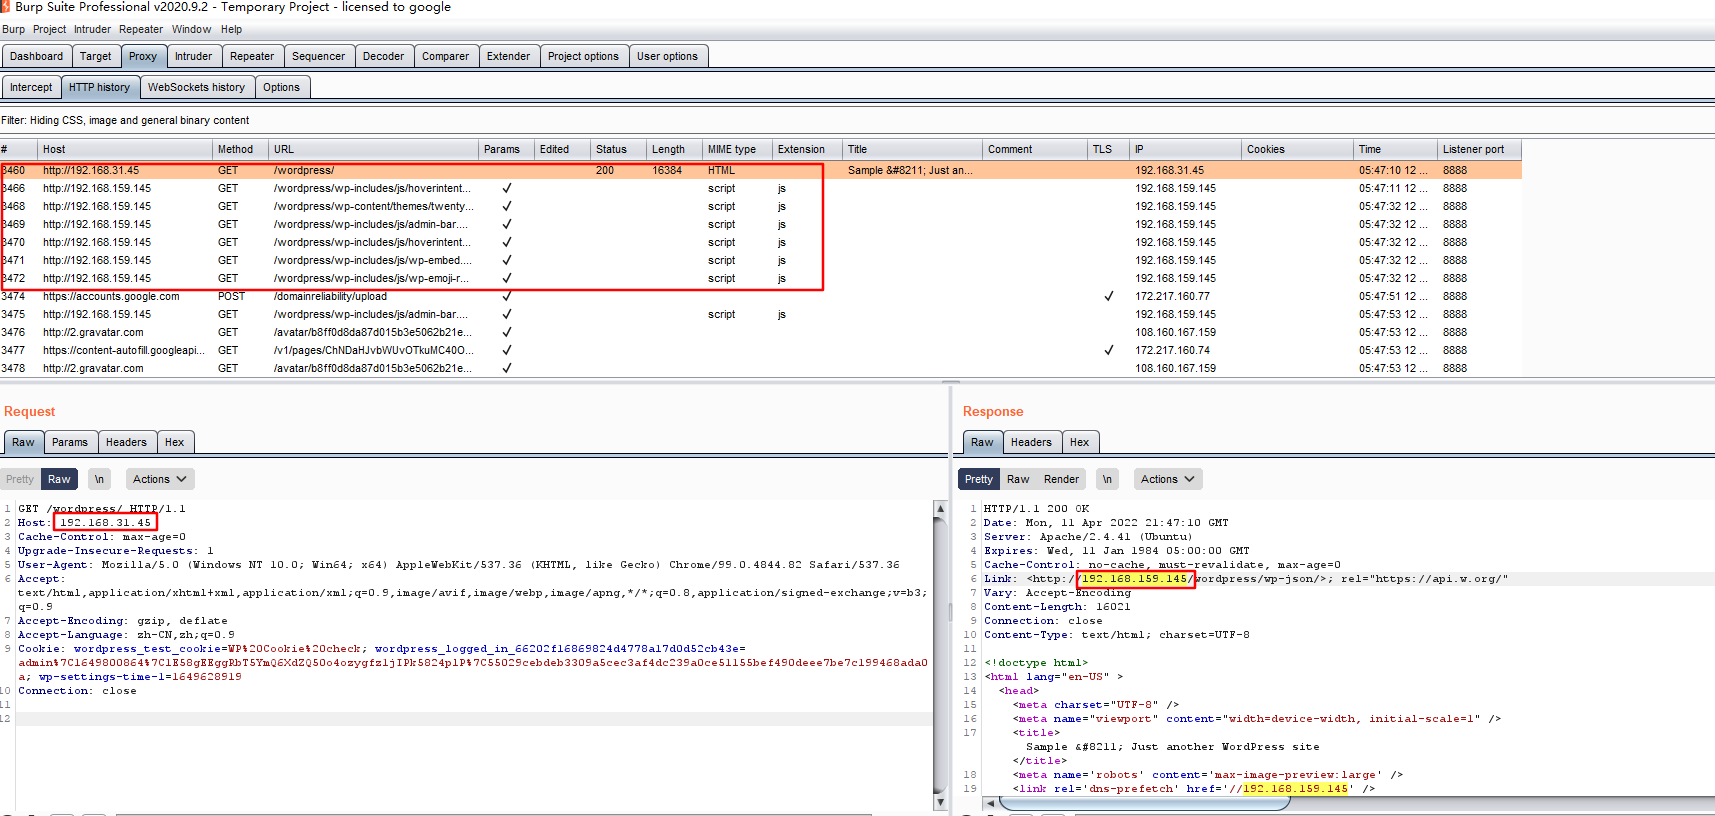 Burp Suite Professional v2020.9.2 - Temporary Project - licensed to google
Burp Project Intruder Repeater Window Help
Dashboard Target Proxy Intruder Repeater Sequencer Decoder Comparer Extender Project options User options
Intercept HTTP history WebSockets history Options
Filter: Hiding CSS, image and general binary content
# Host Method URL Params Edited Status Length MIME type Extension Title Comment TLS IP Cookies Time Listener port
3460 http://192.168.31.45 GET /wordpress/ 200 16384 HTML Sample &#8211; Just an... 192.168.31.45 05:47:10 12 ... 8888
3466 http://192.168.159.145 GET /wordpress/wp-includes/js/hoverintent... ✓ script js 192.168.159.145 05:47:11 12 ... 8888
3468 http://192.168.159.145 GET /wordpress/wp-content/themes/twenty... ✓ script js 192.168.159.145 05:47:32 12 ... 8888
3469 http://192.168.159.145 GET /wordpress/wp-includes/js/admin-bar.... ✓ script js 192.168.159.145 05:47:32 12 ... 8888
3470 http://192.168.159.145 GET /wordpress/wp-includes/js/hoverintent... ✓ script js 192.168.159.145 05:47:32 12 ... 8888
3471 http://192.168.159.145 GET /wordpress/wp-includes/js/wp-embed.... ✓ script js 192.168.159.145 05:47:32 12 ... 8888
3472 http://192.168.159.145 GET /wordpress/wp-includes/js/wp-emoji-r... ✓ script js 192.168.159.145 05:47:32 12 ... 8888
3474 https://accounts.google.com POST /domainreliability/upload ✓ ✓ 172.217.160.77 05:47:51 12 ... 8888
3475 http://192.168.159.145 GET /wordpress/wp-includes/js/admin-bar.... ✓ script js 192.168.159.145 05:47:53 12 ... 8888
3476 http://2.gravatar.com GET /avatar/b8ff0d8da87d015b3e5062b21e... ✓ 108.160.167.159 05:47:53 12 ... 8888
3477 https://content-autofill.googleapi... GET /v1/pages/ChNDaHJvbWUvOTkuMC40O... ✓ ✓ 172.217.160.74 05:47:53 12 ... 8888
3478 http://2.gravatar.com GET /avatar/b8ff0d8da87d015b3e5062b21e... ✓ 108.160.167.159 05:47:53 12 ... 8888
Request
Raw Params Headers Hex
Pretty Raw \n Actions
1 GET /wordpress/ HTTP/1.1
2 Host: 192.168.31.45
3 Cache-Control: max-age=0
4 Upgrade-Insecure-Requests: 1
5 User-Agent: Mozilla/5.0 (Windows NT 10.0; Win64; x64) AppleWebKit/537.36 (KHTML, like Gecko) Chrome/99.0.4844.82 Safari/537.36
6 Accept:
text/html,application/xhtml+xml,application/xml;q=0.9,image/avif,image/webp,image/apng,*/*;q=0.8,application/signed-exchange;v=b3;
q=0.9
7 Accept-Encoding: gzip, deflate
8 Accept-Language: zh-CN,zh;q=0.9
9 Cookie: wordpress_test_cookie=WP%20Cookie%20check; wordpress_logged_in_66202f16869824d4778a17d0d52cb43e=
a; wp-settings-time-1=1649628919
10 Connection: close
11
12
Response
Raw Headers Hex
Pretty Raw Render \n Actions
1 HTTP/1.1 200 OK
2 Date: Mon, 11 Apr 2022 21:47:10 GMT
3 Server: Apache/2.4.41 (Ubuntu)
4 Expires: Wed, 11 Jan 1984 05:00:00 GMT
5 Cache-Control: no-cache, must-revalidate, max-age=0
6 Link: <http://192.168.159.145/wordpress/wp-json/>; rel="https://api.w.org/"
7 Vary: Accept-Encoding
8 Content-Length: 16021
9 Connection: close
10 Content-Type: text/html; charset=UTF-8
11
12 <!doctype html>
13 <html lang="en-US" >
14 <head>
15 <meta charset="UTF-8" />
16 <meta name="viewport" content="width=device-width, initial-scale=1" />
17 <title>
Sample &#8211; Just another WordPress site
</title>
18 <meta name='robots' content='max-image-preview:large' />
19 <link rel='dns-prefetch' href='//192.168.159.145' />